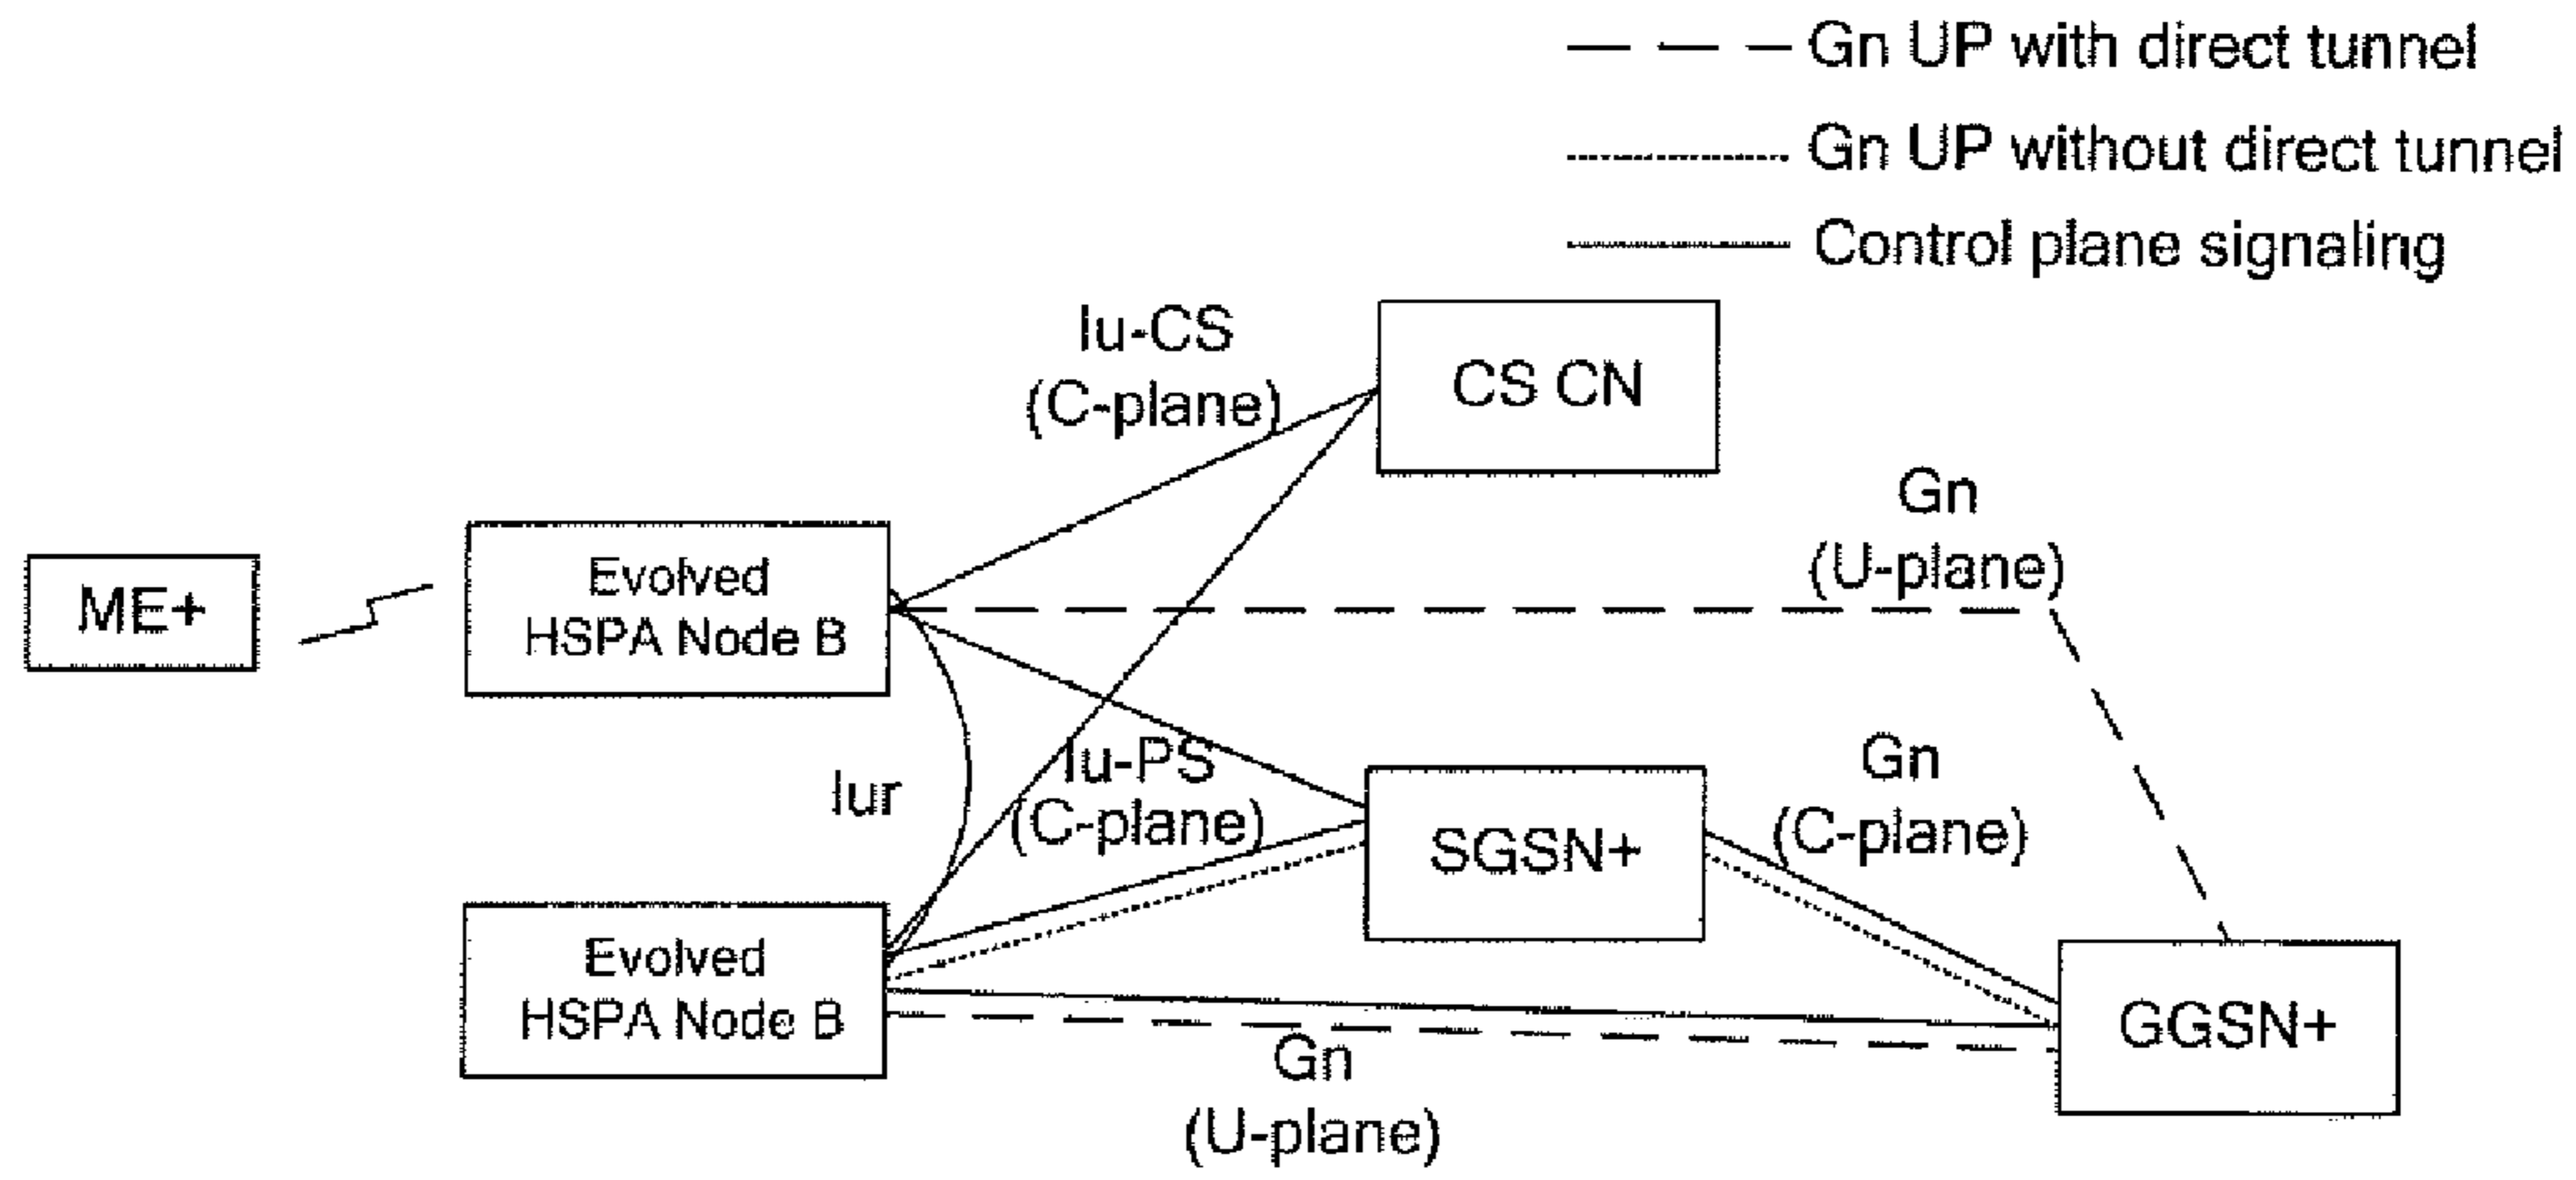 Gn UP with direct tunnel
Gn UP without direct tunnel
Control plane signaling
Iu-CS
(C-plane)
CS CN
Gn
(U-plane)
ME+
Evolved
HSPA Node B
Iur
Iu-PS
(C-plane)
SGSN+
Gn
(C-plane)
Evolved
HSPA Node B
Gn
(U-plane)
GGSN+